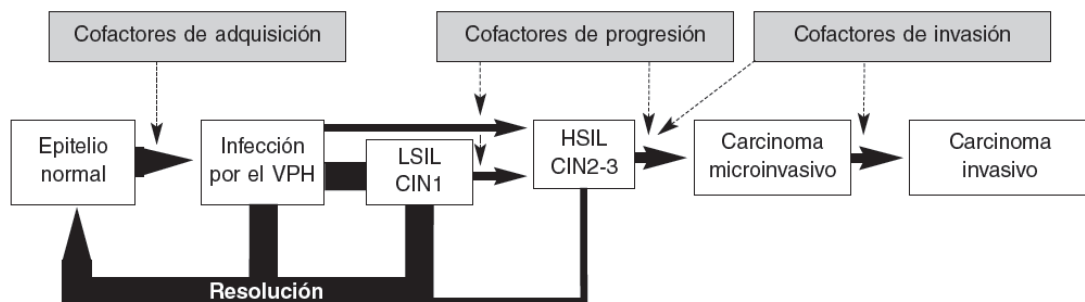 Cofactores de adquisición
Cofactores de progresión
Cofactores de invasión
Epitelio
normal
Infección
por el VPH
LSIL
CIN1
HSIL
CIN2-3
Carcinoma
microinvasivo
Carcinoma
invasivo
Resolución